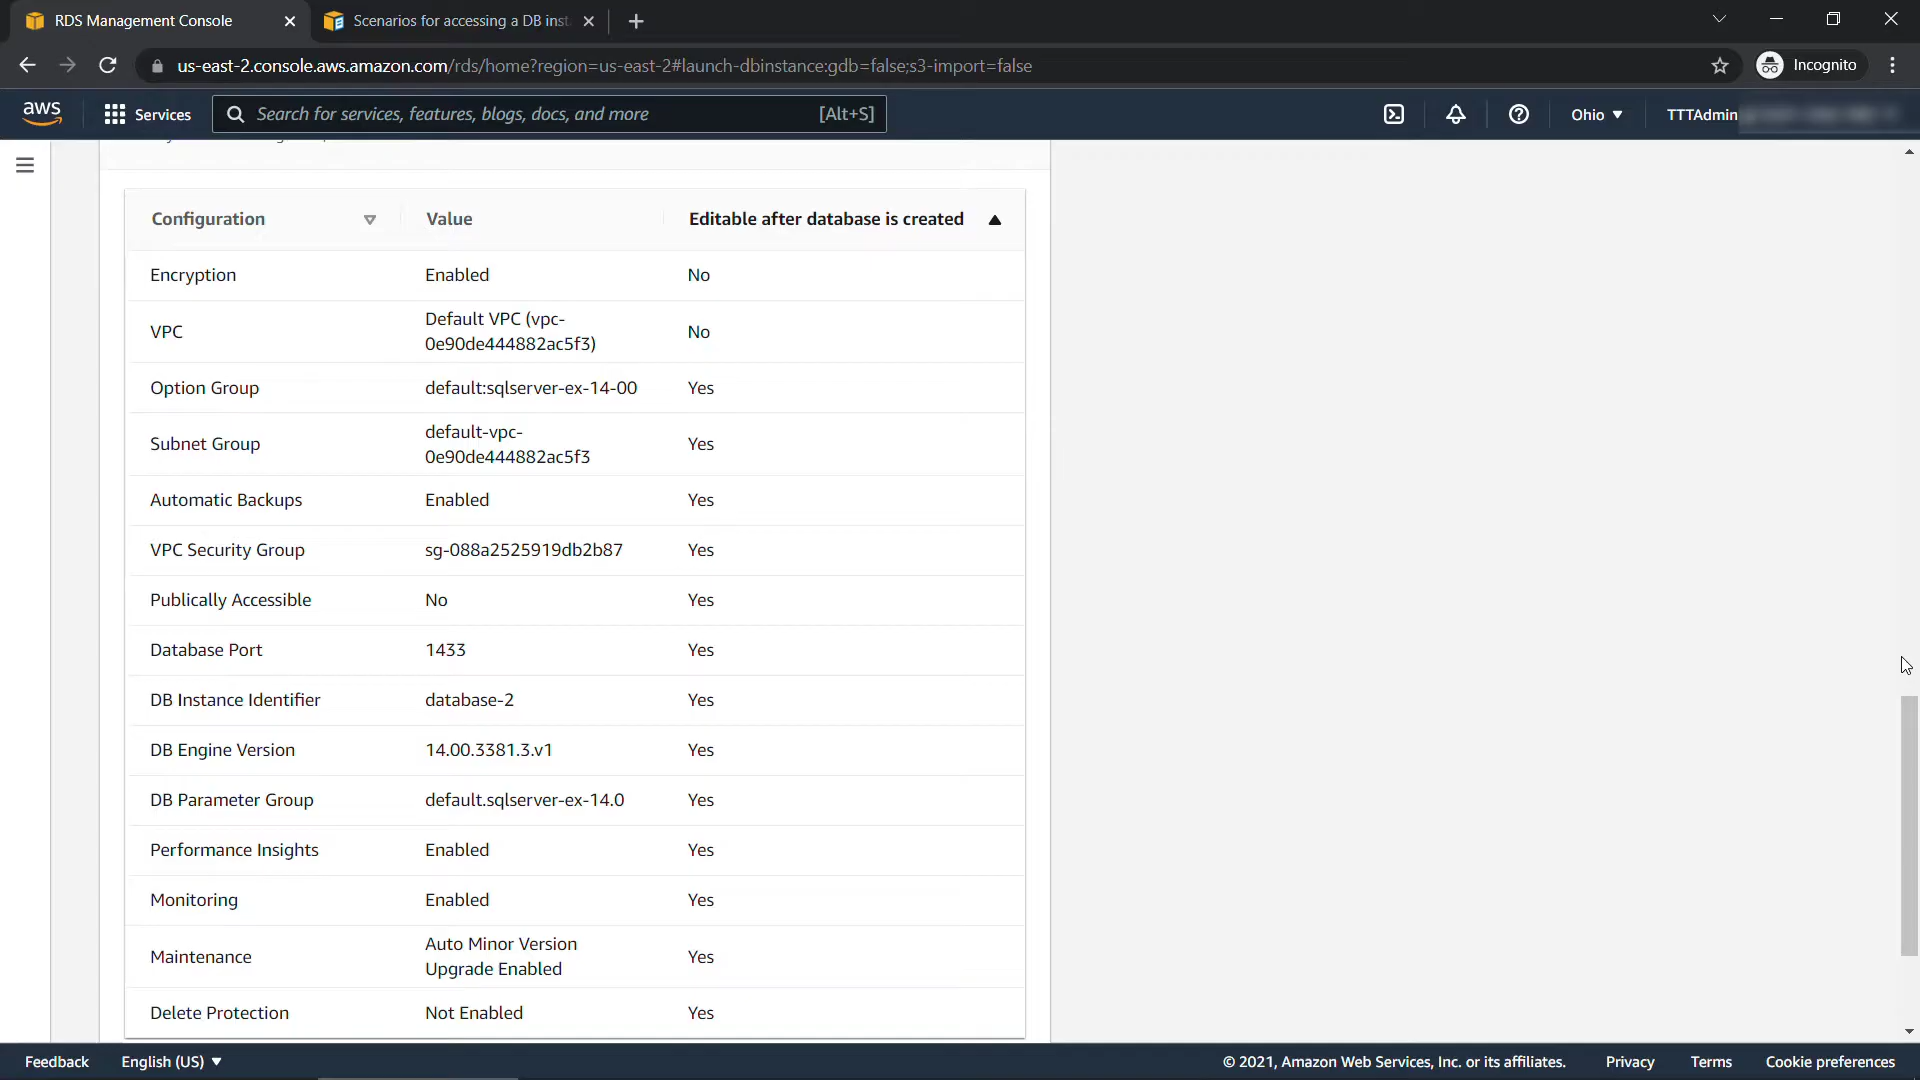 RDS Management Console
Scenarios for accessing a DB inst
us-east-2.console.aws.amazon.com/rds/home?region=us-east-2#launch-dbinstance:gdb=false;s3-import=false
Incognito
aws
Services
Search for services, features, blogs, docs, and more
[Alt+S]
Ohio
TTTAdmin
Configuration
Value
Editable after database is created
Encryption
Enabled
No
VPC
Default VPC (vpc-
0e90de444882ac5f3)
No
Option Group
default:sqlserver-ex-14-00
Yes
Subnet Group
default-vpc-
0e90de444882ac5f3
Yes
Automatic Backups
Enabled
Yes
VPC Security Group
sg-088a2525919db2b87
Yes
Publically Accessible
No
Yes
Database Port
1433
Yes
DB Instance Identifier
database-2
Yes
DB Engine Version
14.00.3381.3.v1
Yes
DB Parameter Group
default.sqlserver-ex-14.0
Yes
Performance Insights
Enabled
Yes
Monitoring
Enabled
Yes
Maintenance
Auto Minor Version
Upgrade Enabled
Yes
Delete Protection
Not Enabled
Yes
Feedback
English (US)
© 2021, Amazon Web Services, Inc. or its affiliates.
Privacy
Terms
Cookie preferences